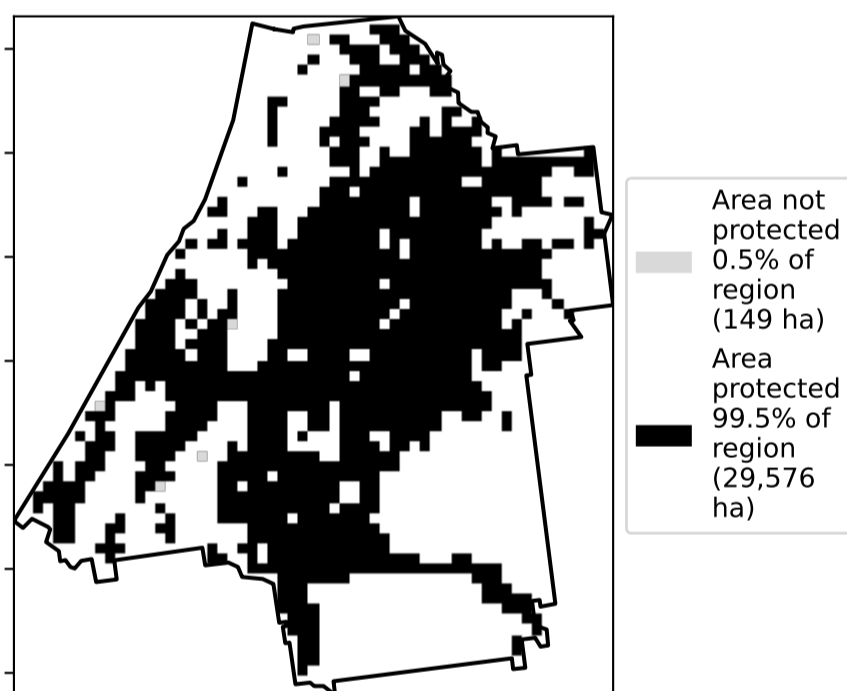 Area not
protected
0.5% of
region
(149 ha)
Area
protected
99.5% of
region
(29,576
ha)